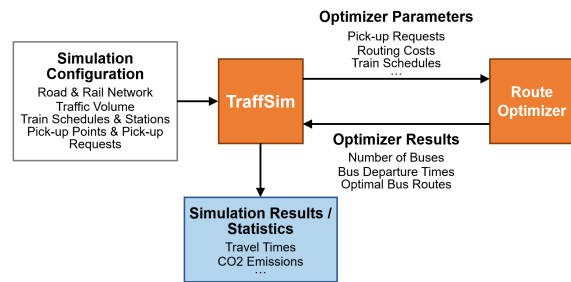 Simulation
Configuration
Road & Rail Network
Traffic Volume
Train Schedules & Stations
Pick-up Points & Pick-up
Requests
TraffSim
Optimizer Parameters
Pick-up Requests
Routing Costs
Train Schedules
...
Route
Optimizer
Optimizer Results
Number of Buses
Bus Departure Times
Optimal Bus Routes
Simulation Results /
Statistics
Travel Times
CO2 Emissions
...